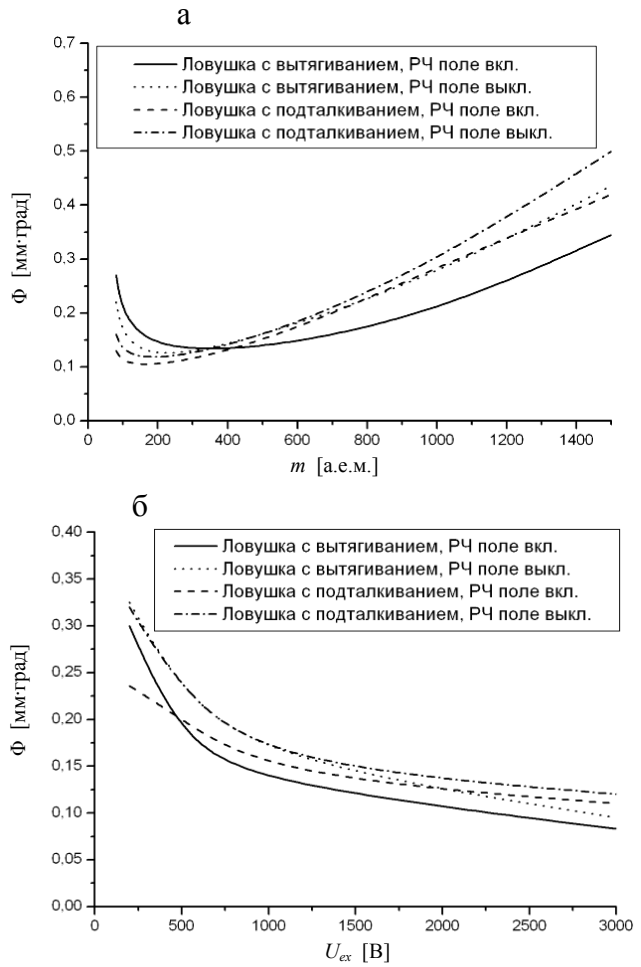 а
0,7
Ловушка с вытягиванием, РЧ поле вкл.
Ловушка с вытягиванием, РЧ поле выкл.
Ловушка с подталкиванием, РЧ поле вкл.
Ловушка с подталкиванием, РЧ поле выкл.
0,6
0,5
0,4
0,3
0,2
0,1
0,0
Φ [мм·град]
0 200 400 600 800 1000 1200 1400
m [а.е.м.]
б
0,40
Ловушка с вытягиванием, РЧ поле вкл.
Ловушка с вытягиванием, РЧ поле выкл.
Ловушка с подталкиванием, РЧ поле вкл.
Ловушка с подталкиванием, РЧ поле выкл.
0,35
0,30
0,25
0,20
0,15
0,10
0,05
0,00
Φ [мм·град]
0 500 1000 1500 2000 2500 3000
Uex [В]